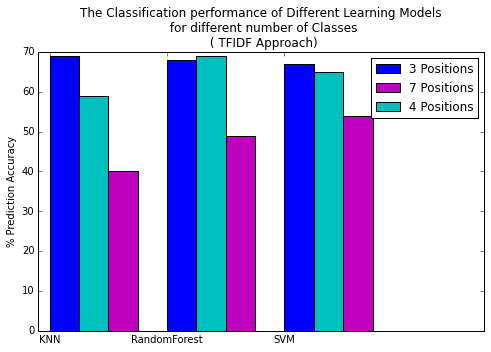 The Classification performance of Different Learning Models
for different number of Classes
( TFIDF Approach)
70
60
50
40
30
20
10
0
% Prediction Accuracy
3 Positions
7 Positions
4 Positions
KNN
RandomForest
SVM